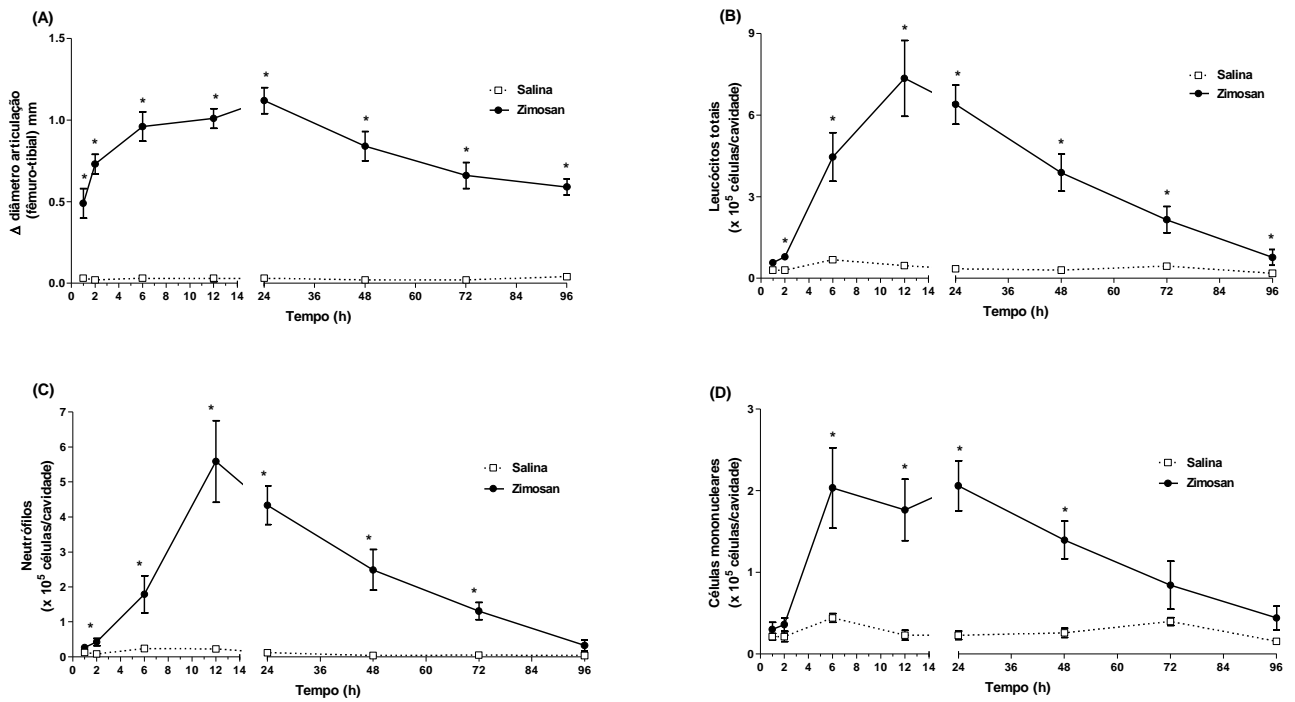 (A)
Δ diâmetro articulação
(fêmuro-tibial) mm
1.5
1.0
0.5
0.0
* * * * * * * *
Salina
Zimosan
0 2 4 6 8 10 12 14 24 36 48 60 72 84 96
Tempo (h)
(B)
Leucócitos totais
(x 10⁵ células/cavidade)
9
6
3
0
* * * * * * *
Salina
Zimosan
0 2 4 6 8 10 12 14 24 36 48 60 72 84 96
Tempo (h)
(C)
Neutrófilos
(x 10⁵ células/cavidade)
7
6
5
4
3
2
1
0
* * * * * *
Salina
Zimosan
0 2 4 6 8 10 12 14 24 36 48 60 72 84 96
Tempo (h)
(D)
Células mononucleares
(x 10⁵ células/cavidade)
3
2
1
0
* * * *
Salina
Zimosan
0 2 4 6 8 10 12 14 24 36 48 60 72 84 96
Tempo (h)